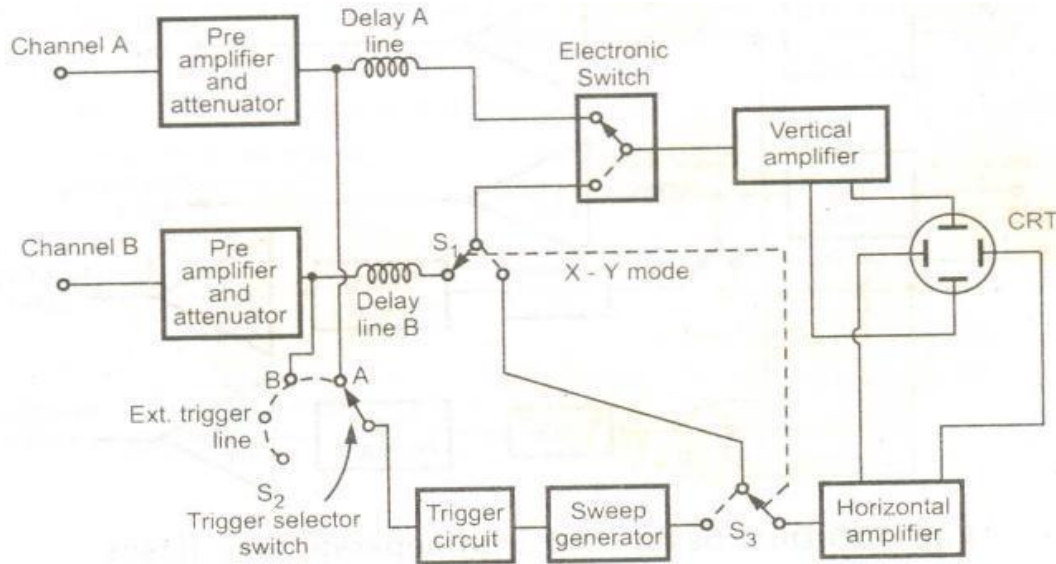 Channel A
Pre
amplifier
and
attenuator
Delay A
line
Electronic
Switch
Vertical
amplifier
CRT
Channel B
Pre
amplifier
and
attenuator
Delay
line B
S1
X - Y mode
B
A
Ext. trigger
line
S2
Trigger selector
switch
Trigger
circuit
Sweep
generator
S3
Horizontal
amplifier